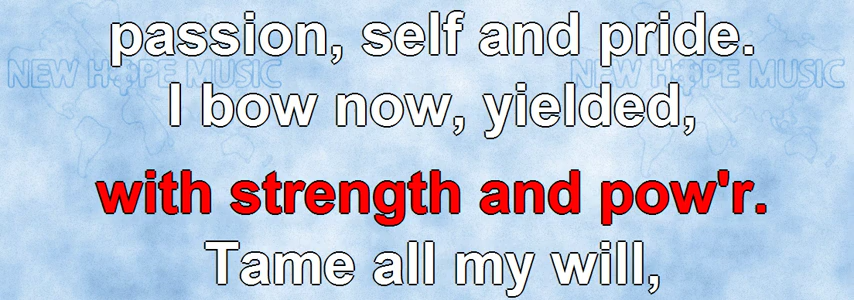 passion, self and pride.
NEW HOPE MUSIC NEW HOPE MUSIC
I bow now, yielded,
with strength and pow'r.
Tame all my will,